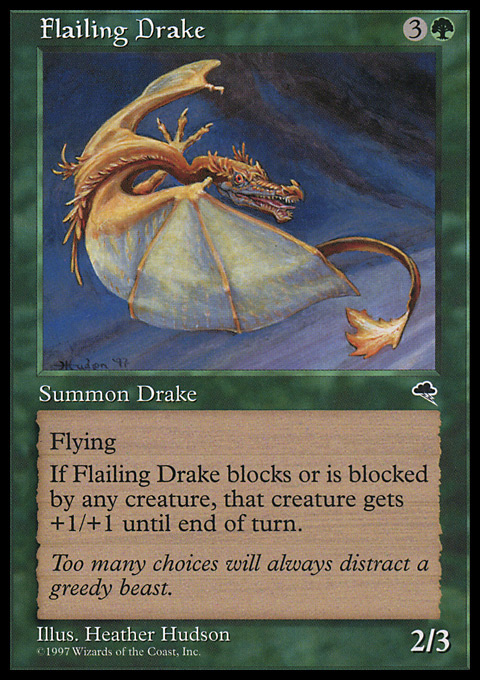 Flailing Drake 3
Hudson '97
Summon Drake
Flying
If Flailing Drake blocks or is blocked
by any creature, that creature gets
+1/+1 until end of turn.
Too many choices will always distract a
greedy beast.
Illus. Heather Hudson
©1997 Wizards of the Coast, Inc.
2/3